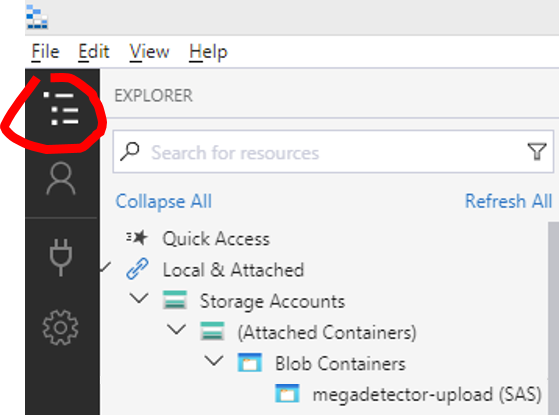 File Edit View Help
EXPLORER
Search for resources
Collapse All Refresh All
Quick Access
Local & Attached
Storage Accounts
(Attached Containers)
Blob Containers
megadetector-upload (SAS)